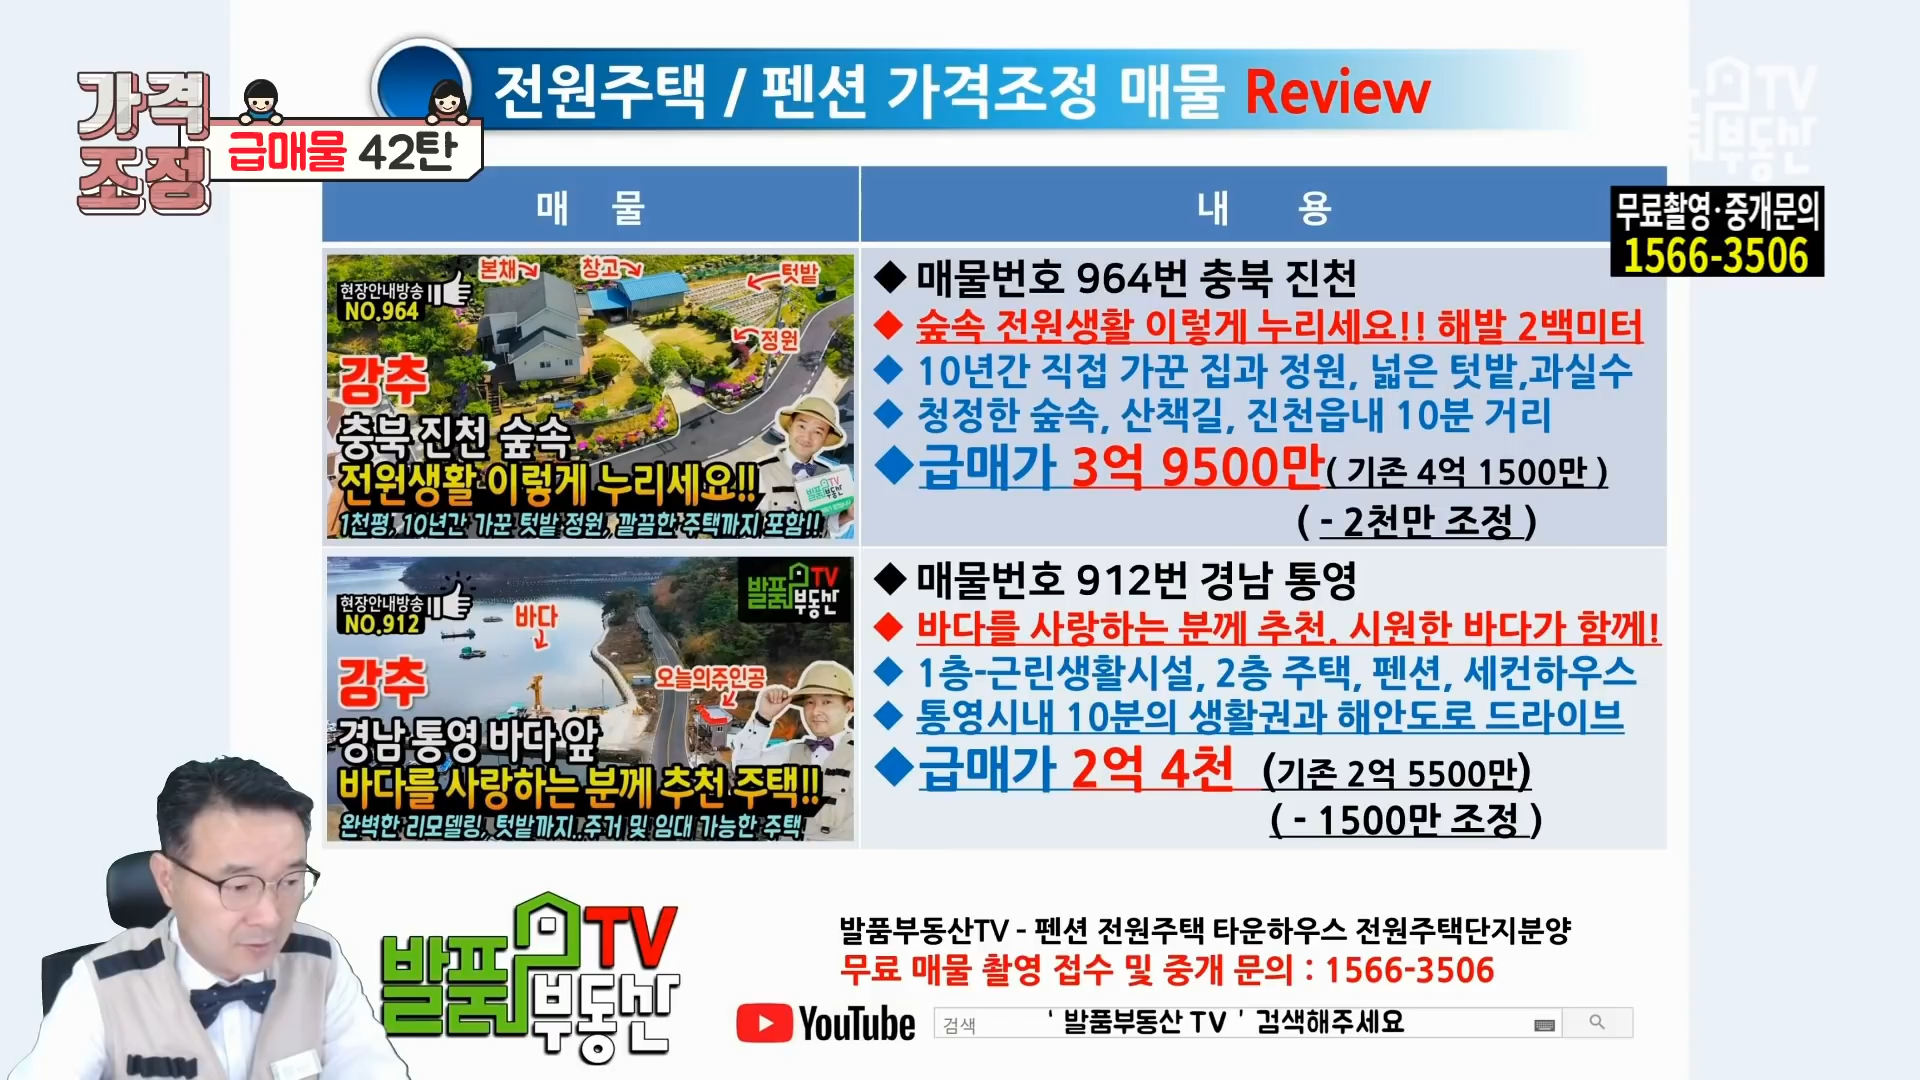 가격
조정
급매물 42탄
전원주택 / 펜션 가격조정 매물 Review
TV
부동산
무료촬영·중개문의
1566-3506
매 물
내 용
현장안내방송
NO.964
본채
창고
텃밭
정원
강추
충북 진천 숲속
전원생활 이렇게 누리세요!!
1천평, 10년간 가꾼 텃밭 정원, 깔끔한 주택까지 포함!!
발품TV
부동산
◆ 매물번호 964번 충북 진천
◆ 숲속 전원생활 이렇게 누리세요!! 해발 2백미터
◆ 10년간 직접 가꾼 집과 정원, 넓은 텃밭,과실수
◆ 청정한 숲속, 산책길, 진천읍내 10분 거리
◆급매가 3억 9500만( 기존 4억 1500만 )
( - 2천만 조정 )
현장안내방송
NO.912
바다
오늘의주인공
발품TV
부동산
강추
경남 통영 바다 앞
바다를 사랑하는 분께 추천 주택!!
완벽한 리모델링, 텃밭까지..주거 및 임대 가능한 주택
◆ 매물번호 912번 경남 통영
◆ 바다를 사랑하는 분께 추천. 시원한 바다가 함께!
◆ 1층-근린생활시설, 2층 주택, 펜션, 세컨하우스
◆ 통영시내 10분의 생활권과 해안도로 드라이브
◆급매가 2억 4천 (기존 2억 5500만)
( - 1500만 조정 )
발품TV
부동산
발품부동산TV - 펜션 전원주택 타운하우스 전원주택단지분양
무료 매물 촬영 접수 및 중개 문의 : 1566-3506
YouTube
검색 ' 발품부동산 TV ' 검색해주세요